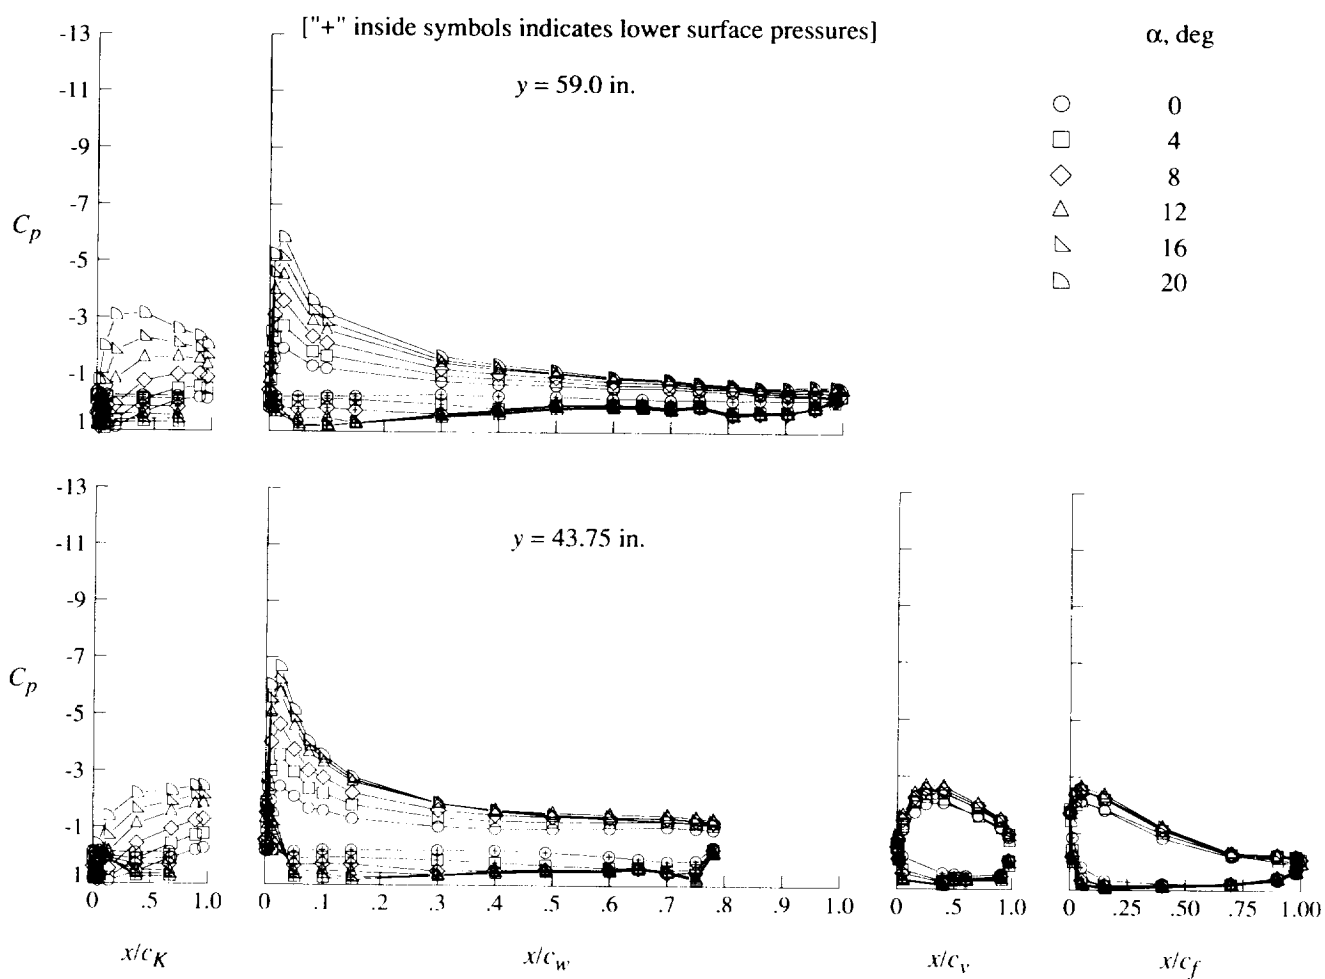 ["+" inside symbols indicates lower surface pressures]
α, deg
y = 59.0 in.
0
4
8
12
16
20
-13
-11
-9
-7
-5
-3
-1
1
C_p
y = 43.75 in.
-13
-11
-9
-7
-5
-3
-1
1
C_p
0 .5 1.0
0 .1 .2 .3 .4 .5 .6 .7 .8 .9 1.0
0 .5 1.0
0 .25 .50 .75 1.00
x/c_K
x/c_w
x/c_v
x/c_f